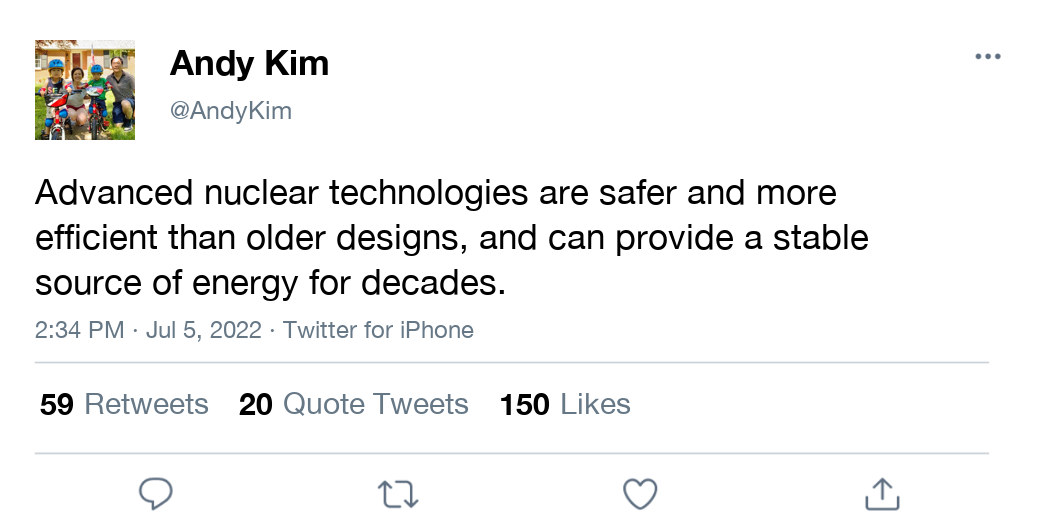 Andy Kim
@AndyKim
Advanced nuclear technologies are safer and more
efficient than older designs, and can provide a stable
source of energy for decades.
2:34 PM · Jul 5, 2022 · Twitter for iPhone
59 Retweets 20 Quote Tweets 150 Likes